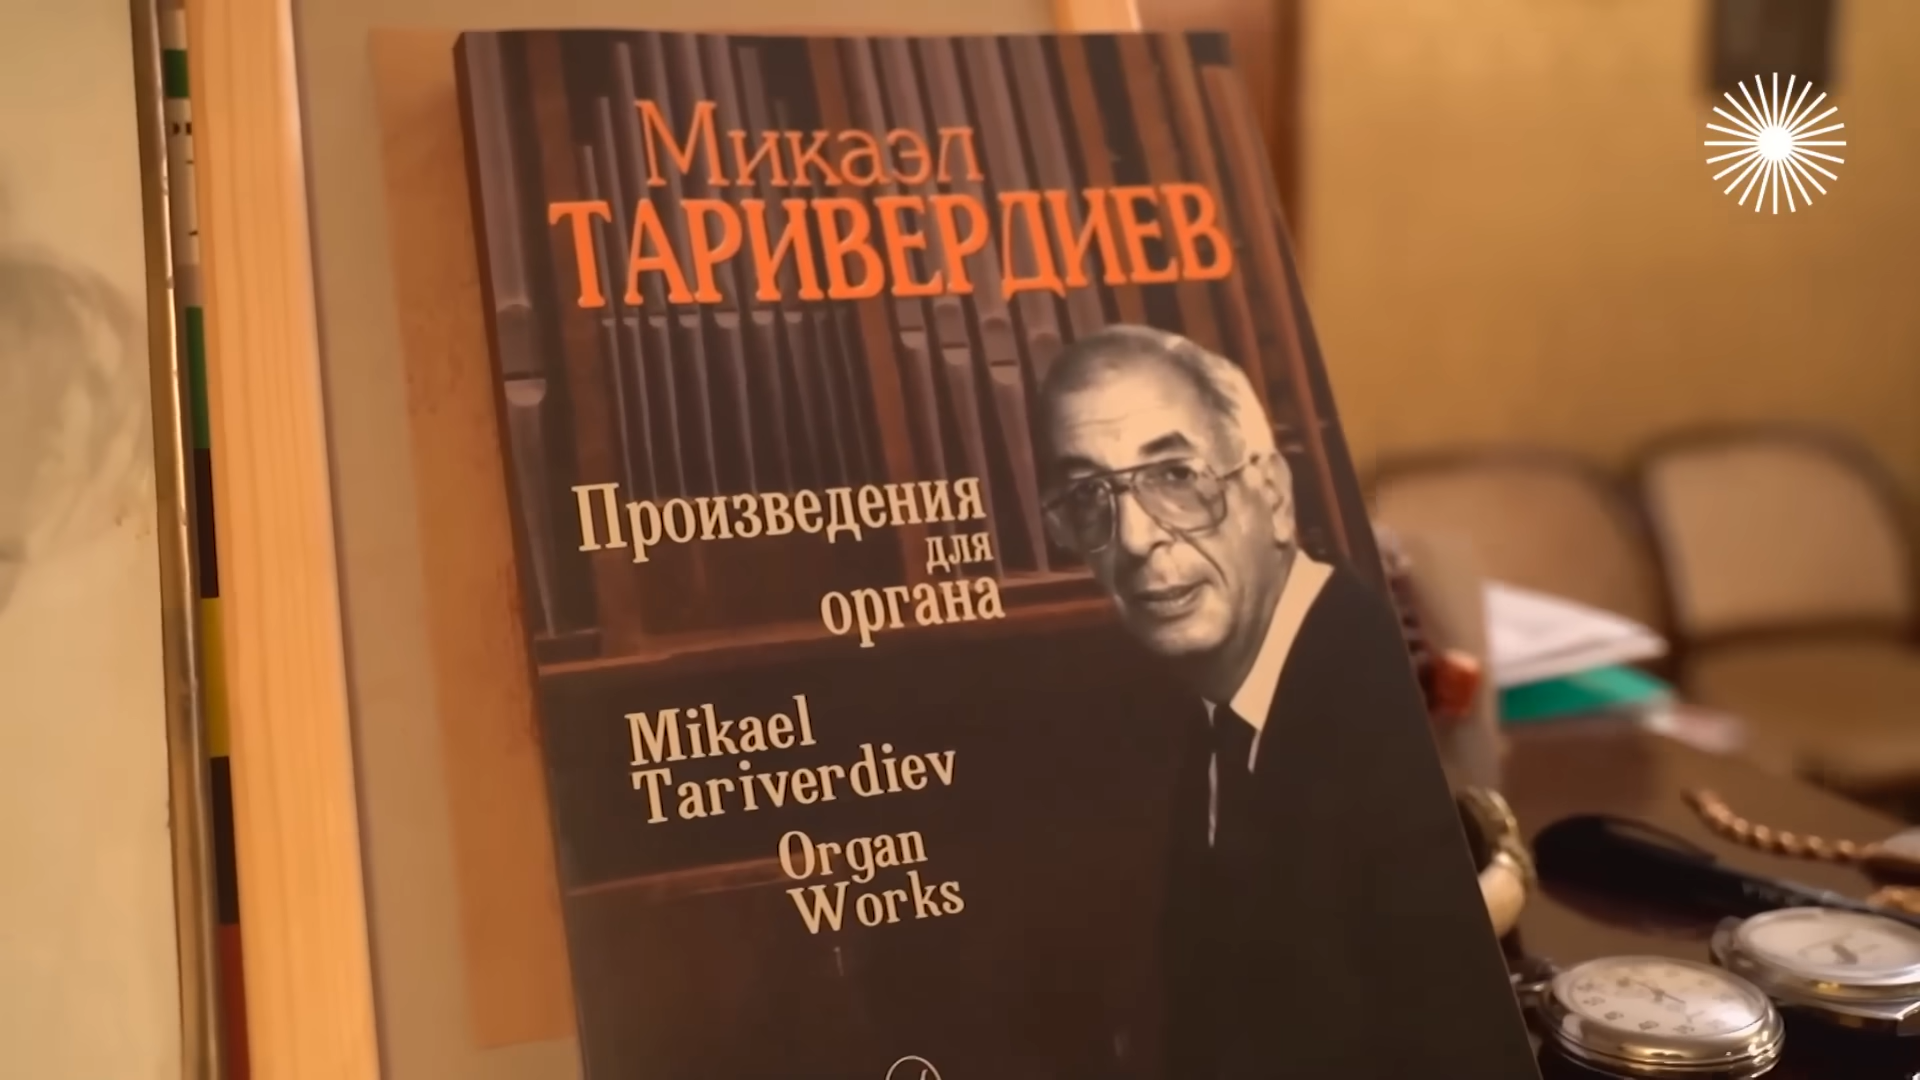 Микаэл
ТАРИВЕРДИЕВ
Произведения
для
органа
Mikael
Tariverdiev
Organ
Works